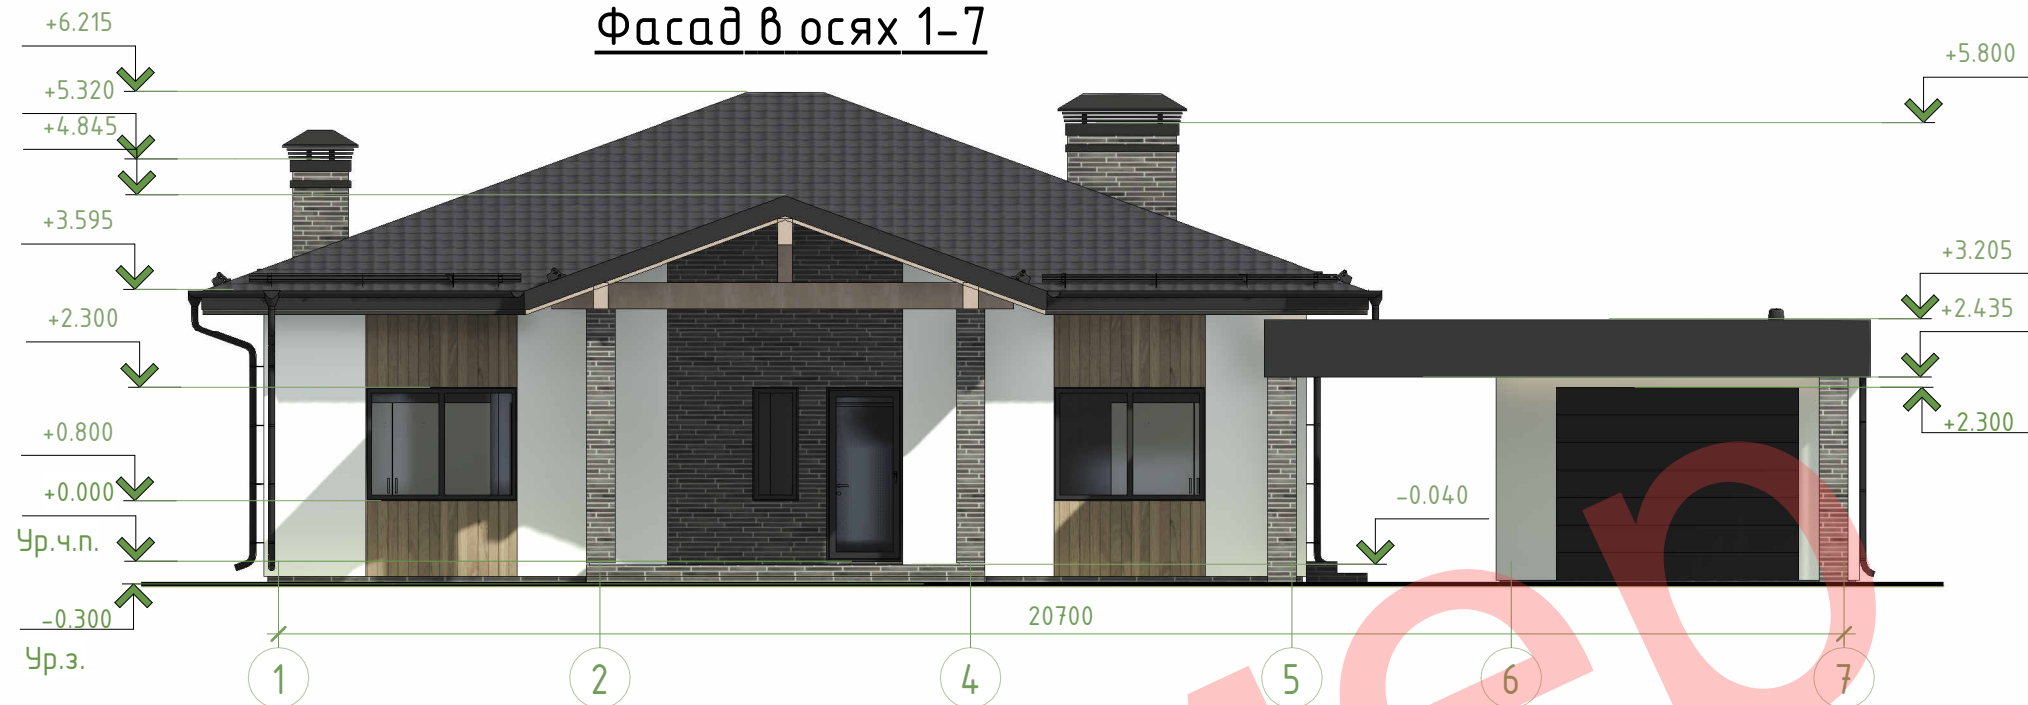 Фасад в осях 1-7
+6.215
+5.320
+4.845
+3.595
+2.300
+0.800
+0.000
Ур.ч.п.
-0.300
Ур.з.
+5.800
+3.205
+2.435
+2.300
-0.040
20700
1 2 4 5 6 7
ер